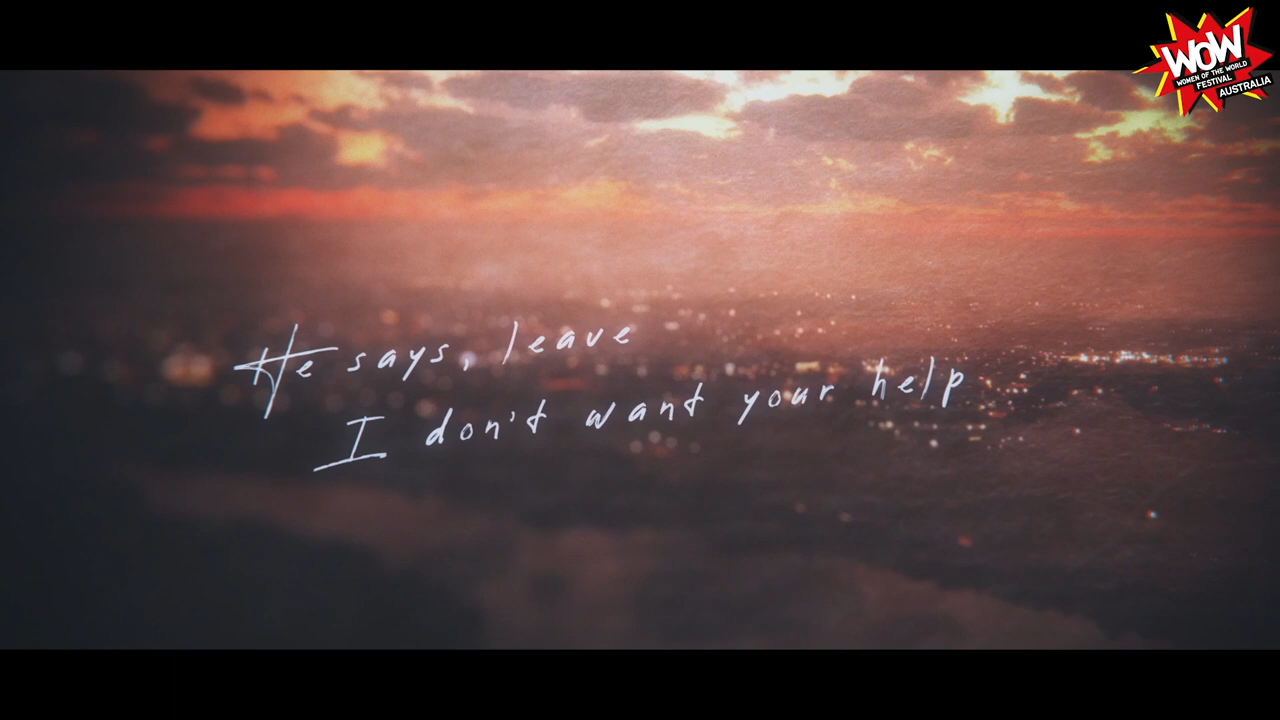 WOW
WOMEN OF THE WORLD
FESTIVAL
AUSTRALIA
He says, leave
I don't want your help